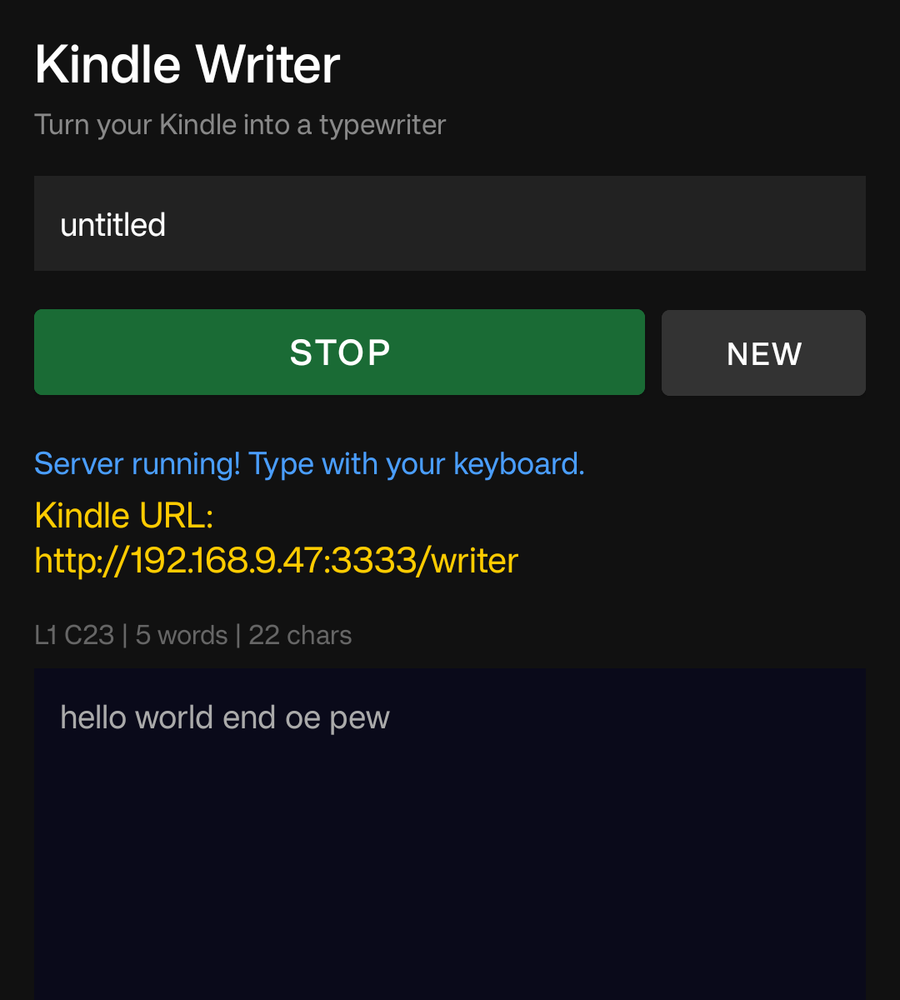 Kindle Writer
Turn your Kindle into a typewriter
untitled
STOP
NEW
Server running! Type with your keyboard.
Kindle URL:
http://192.168.9.47:3333/writer
L1 C23 | 5 words | 22 chars
hello world end oe pew